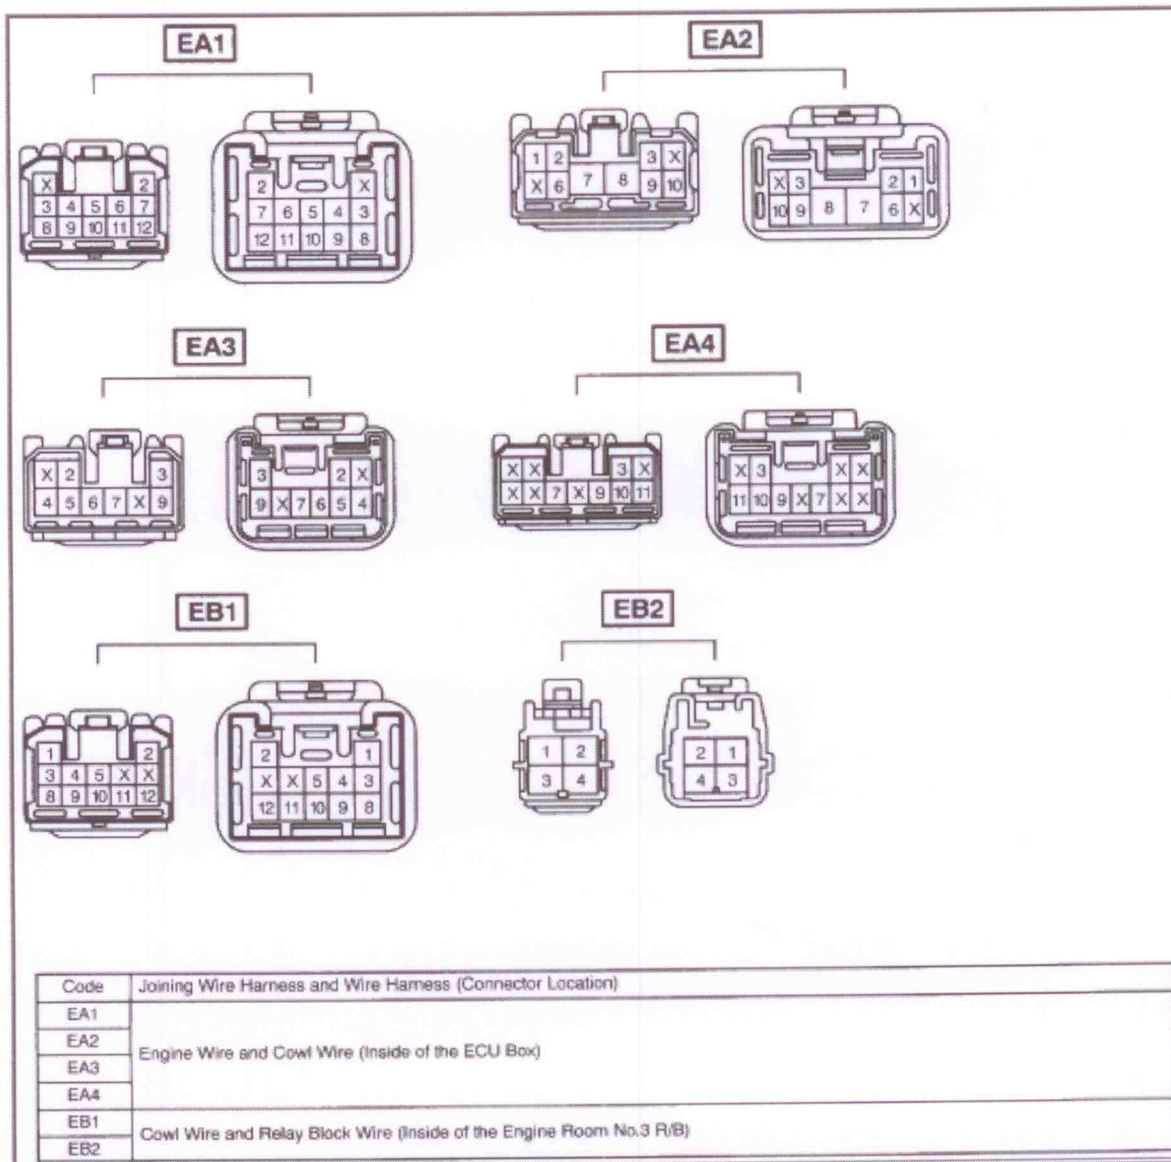 EA1
EA2
X 2
3 4 5 6 7
8 9 10 11 12
2 X
7 6 5 4 3
12 11 10 9 8
1 2 3 X
X 6 7 8 9 10
X 3 2 1
10 9 8 7 6 X
EA3
EA4
X 2 3
4 5 6 7 X 9
3 2 X
9 X 7 6 5 4
X X 3 X
X X 7 X 9 10 11
X 3 X X
11 10 9 X 7 X X
EB1
EB2
1 2
3 4 5 X X
8 9 10 11 12
2 1
X X 5 4 3
12 11 10 9 8
1 2
3 4
2 1
4 3
Code Joining Wire Harness and Wire Harness (Connector Location)
EA1
EA2
Engine Wire and Cowl Wire (Inside of the ECU Box)
EA3
EA4
EB1
Cowl Wire and Relay Block Wire (Inside of the Engine Room No.3 R/B)
EB2